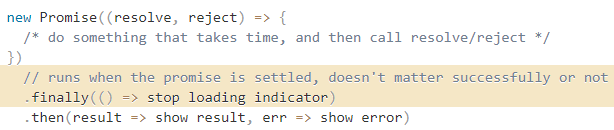 new Promise((resolve, reject) => {
  /* do something that takes time, and then call resolve/reject */
})
  // runs when the promise is settled, doesn't matter successfully or not
  .finally(() => stop loading indicator)
  .then(result => show result, err => show error)